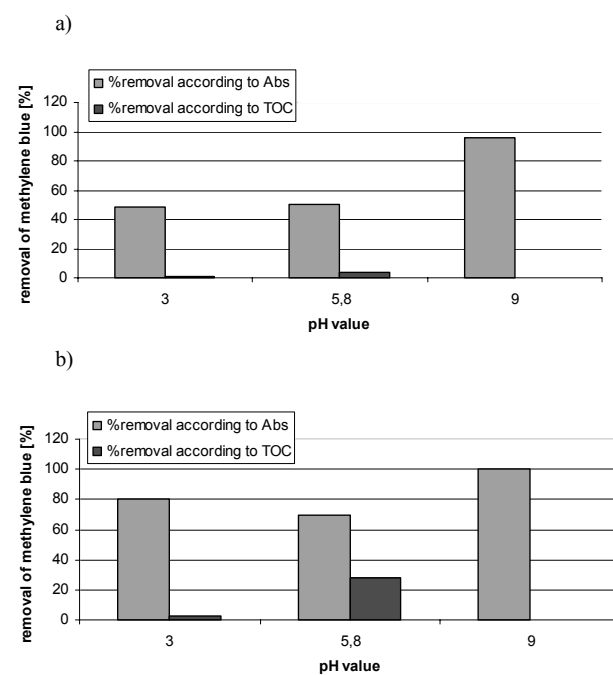 a)
%removal according to Abs
%removal according to TOC
removal of methylene blue [%]
120
100
80
60
40
20
0
3 5,8 9
pH value
b)
%removal according to Abs
%removal according to TOC
removal of methylene blue [%]
120
100
80
60
40
20
0
3 5,8 9
pH value